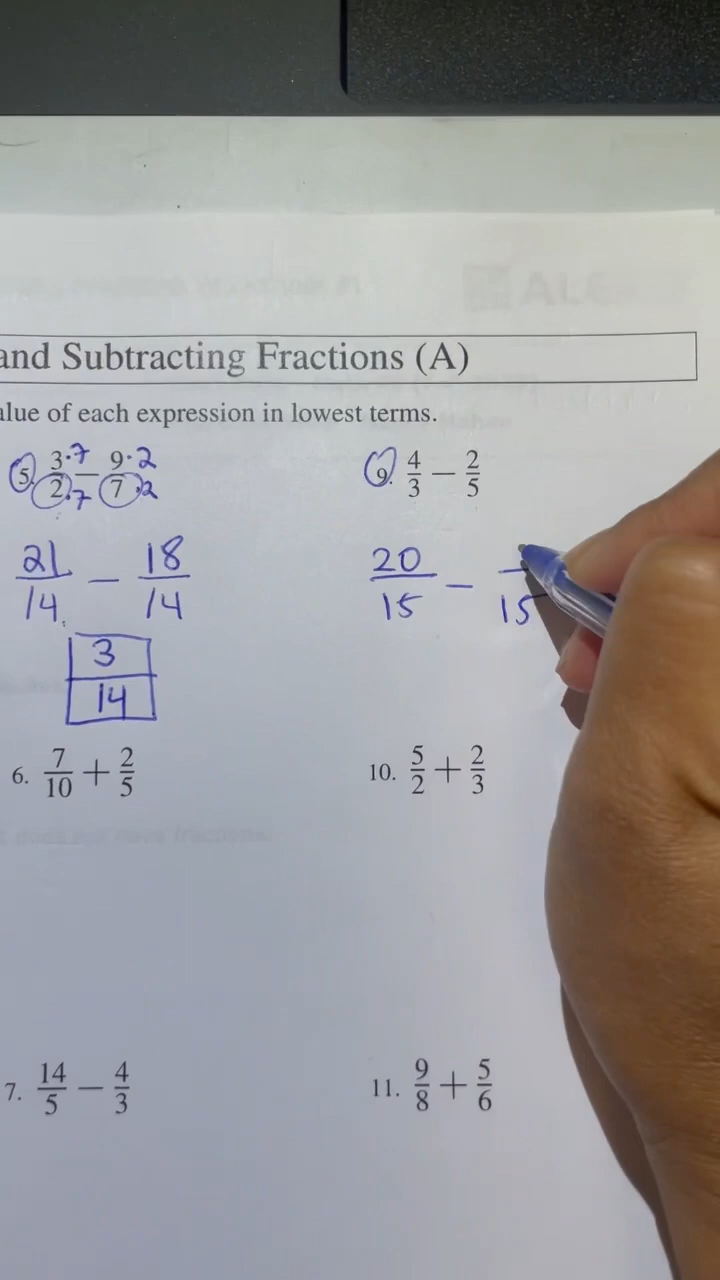 and Subtracting Fractions (A)
alue of each expression in lowest terms.
5. 3·7/2·7 − 9·2/7·2
21/14 − 18/14
3/14
6. 7/10 + 2/5
7. 14/5 − 4/3
9. 4/3 − 2/5
20/15 − /15
10. 5/2 + 2/3
11. 9/8 + 5/6